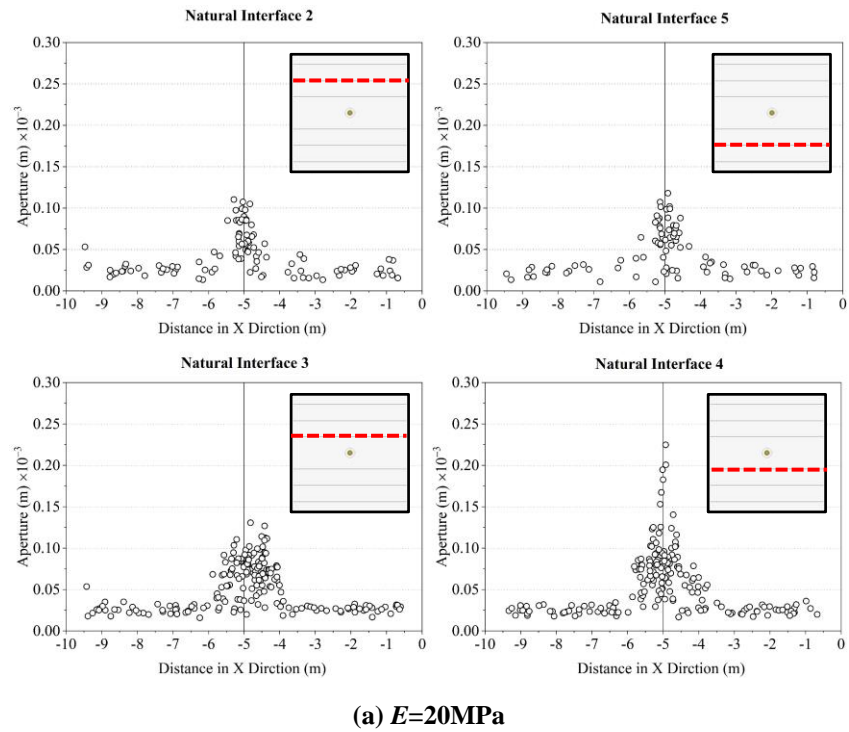 Natural Interface 2
0.30
0.25
0.20
0.15
0.10
0.05
0.00
Aperture (m) ×10⁻³
-10 -9 -8 -7 -6 -5 -4 -3 -2 -1 0
Distance in X Dirction (m)
Natural Interface 5
0.30
0.25
0.20
0.15
0.10
0.05
0.00
Aperture (m) ×10⁻³
-10 -9 -8 -7 -6 -5 -4 -3 -2 -1 0
Distance in X Dirction (m)
Natural Interface 3
0.30
0.25
0.20
0.15
0.10
0.05
0.00
Aperture (m) ×10⁻³
-10 -9 -8 -7 -6 -5 -4 -3 -2 -1 0
Distance in X Dirction (m)
Natural Interface 4
0.30
0.25
0.20
0.15
0.10
0.05
0.00
Aperture (m) ×10⁻³
-10 -9 -8 -7 -6 -5 -4 -3 -2 -1 0
Distance in X Dirction (m)
(a) E=20MPa